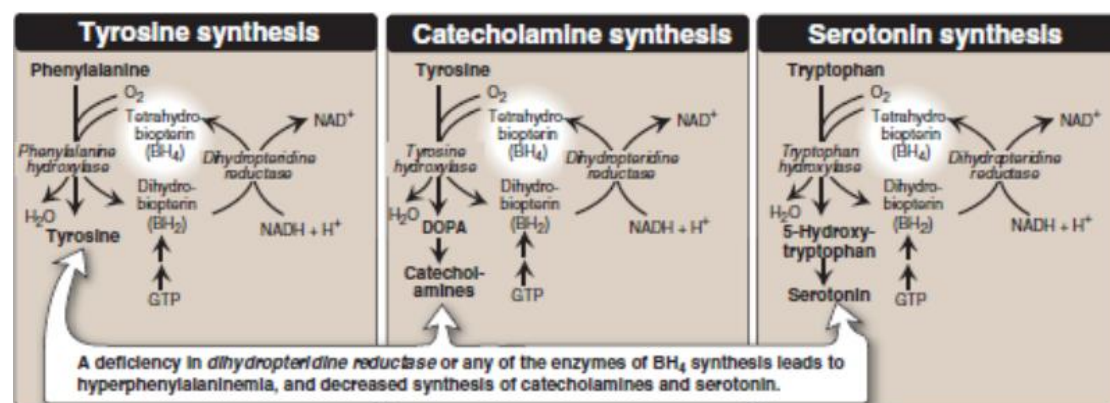 Tyrosine synthesis
Phenylalanine
O2
Tetrahydro
biopterin
(BH4)
NAD+
Phenylalanine
hydroxylase
Dihydropteridine
reductase
Dihydro-
biopterin
(BH2)
H2O
Tyrosine
NADH + H+
GTP
Catecholamine synthesis
Tyrosine
O2
Tetrahydro
biopterin
(BH4)
NAD+
Tyrosine
hydroxylase
Dihydropteridine
reductase
Dihydro-
biopterin
(BH2)
H2O
DOPA
NADH + H+
Catechol-
amines
GTP
Serotonin synthesis
Tryptophan
O2
Tetrahydro
biopterin
(BH4)
NAD+
Tryptophan
hydroxylase
Dihydropteridine
reductase
Dihydro-
biopterin
(BH2)
H2O
5-Hydroxy-
tryptophan
NADH + H+
Serotonin
GTP
A deficiency in dihydropteridine reductase or any of the enzymes of BH4 synthesis leads to
hyperphenylalaninemia, and decreased synthesis of catecholamines and serotonin.